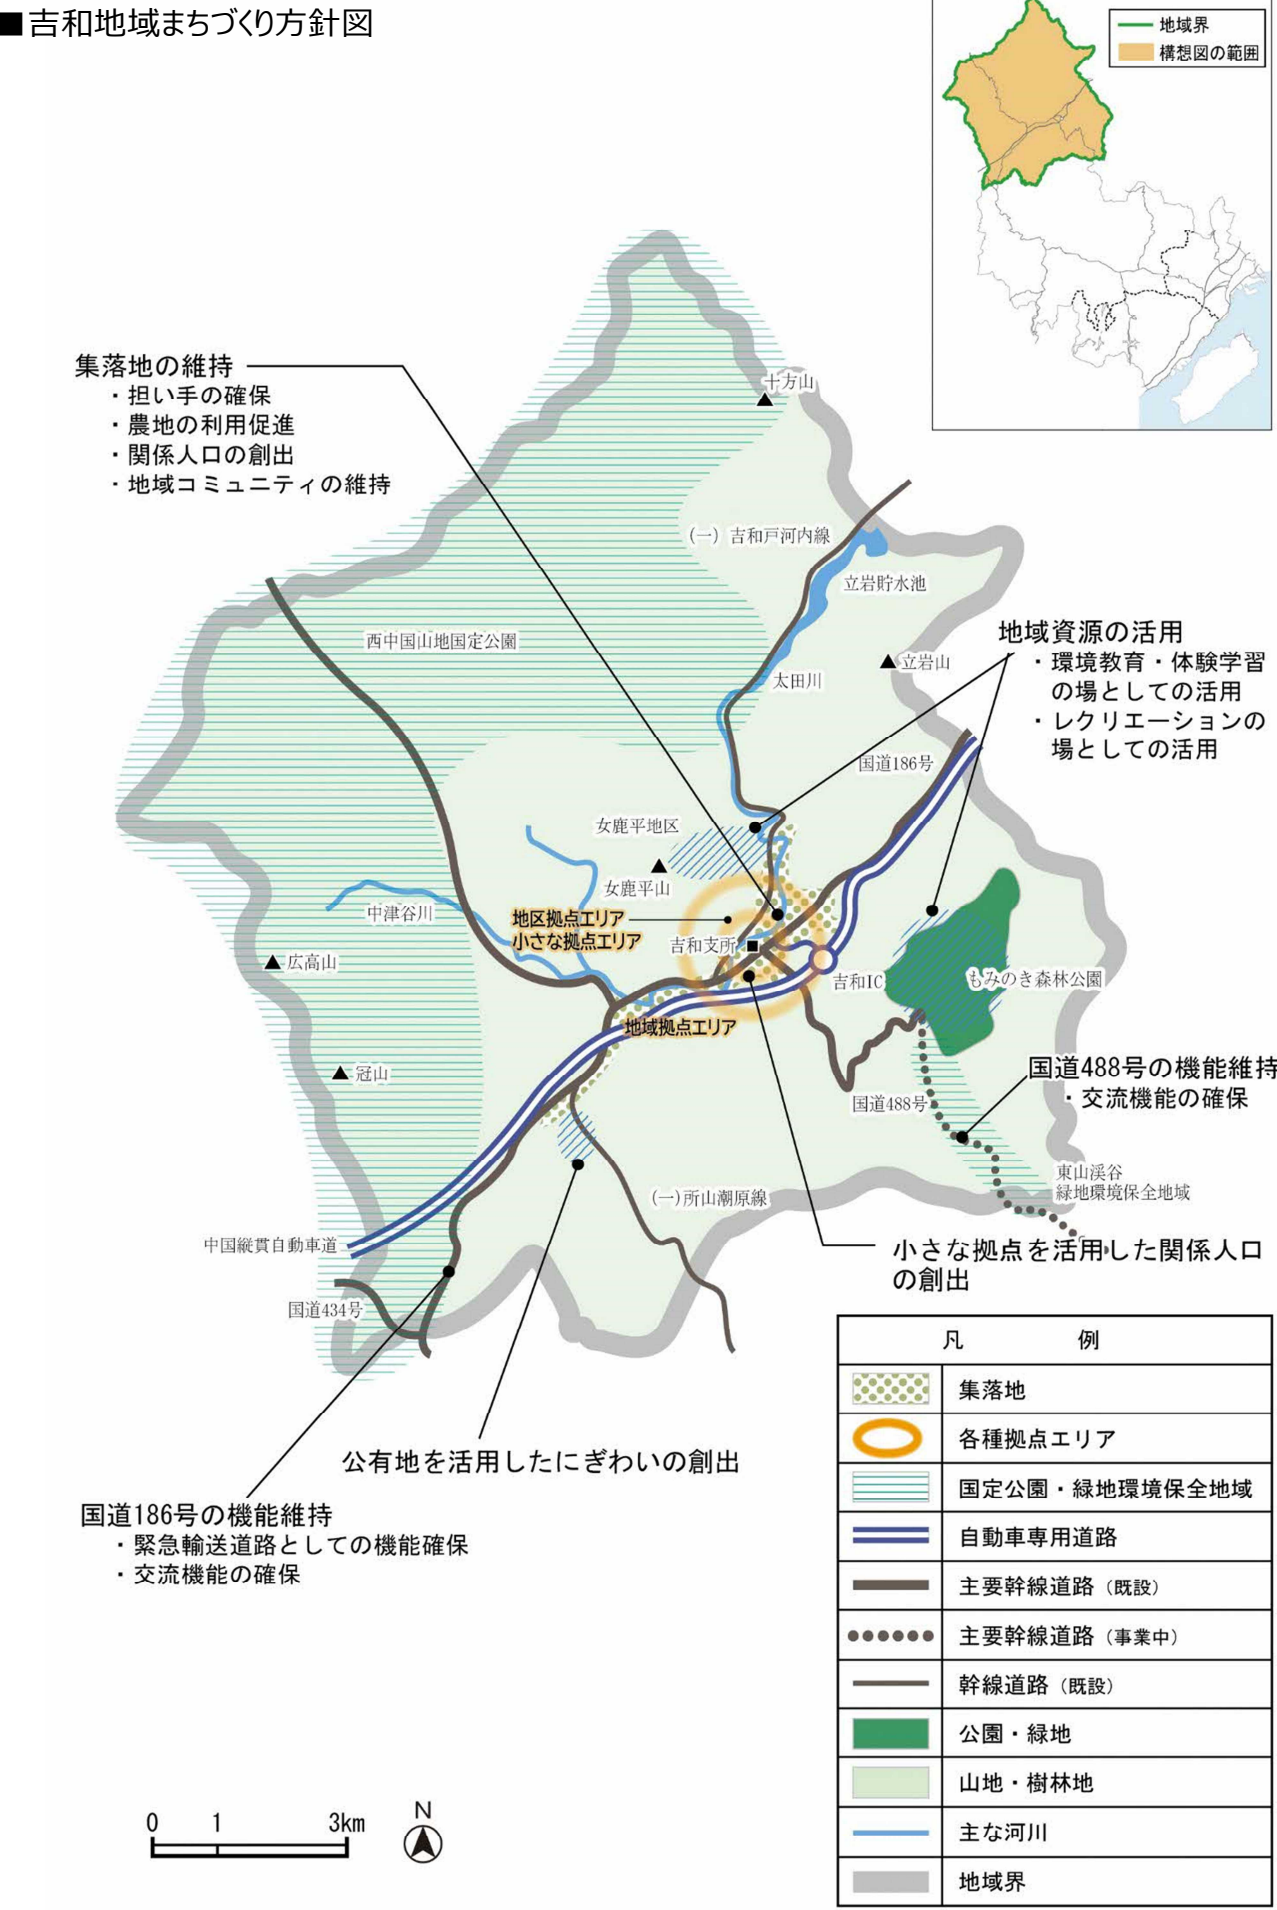 ■吉和地域まちづくり方針図
地域界
構想図の範囲
集落地の維持
・担い手の確保
・農地の利用促進
・関係人口の創出
・地域コミュニティの維持
十方山
(一)吉和戸河内線
立岩貯水池
西中国山地国定公園
太田川
立岩山
地域資源の活用
・環境教育・体験学習
の場としての活用
・レクリエーションの
場としての活用
国道186号
女鹿平地区
女鹿平山
中津谷川
地区拠点エリア
小さな拠点エリア
吉和支所
広高山
吉和IC
もみのき森林公園
地域拠点エリア
冠山
国道488号の機能維持
・交流機能の確保
国道488号
東山渓谷
緑地環境保全地域
(一)所山潮原線
中国縦貫自動車道
小さな拠点を活用した関係人口
の創出
国道434号
公有地を活用したにぎわいの創出
国道186号の機能維持
・緊急輸送道路としての機能確保
・交流機能の確保
凡 例
集落地
各種拠点エリア
国定公園・緑地環境保全地域
自動車専用道路
主要幹線道路(既設)
主要幹線道路(事業中)
幹線道路(既設)
公園・緑地
山地・樹林地
主な河川
地域界
0 1 3km
N